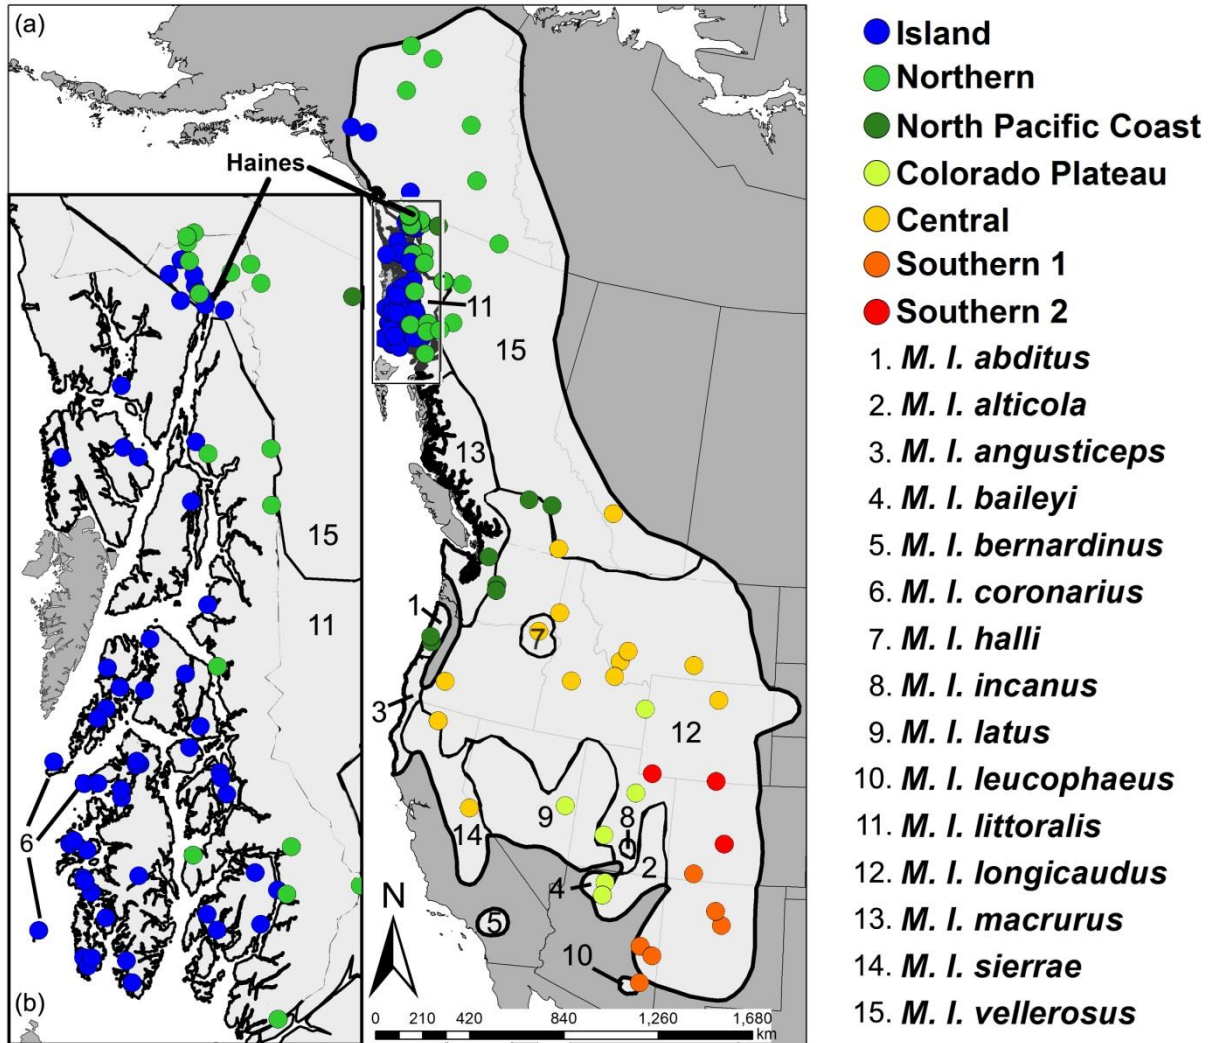 (a)
Haines
11
15
13
1
7
3
12
9
8
14
2
4
5
10
N
0 210 420 840 1,260 1,680
km
15
11
6
(b)
Island
Northern
North Pacific Coast
Colorado Plateau
Central
Southern 1
Southern 2
1. M. l. abditus
2. M. l. alticola
3. M. l. angusticeps
4. M. l. baileyi
5. M. l. bernardinus
6. M. l. coronarius
7. M. l. halli
8. M. l. incanus
9. M. l. latus
10. M. l. leucophaeus
11. M. l. littoralis
12. M. l. longicaudus
13. M. l. macrurus
14. M. l. sierrae
15. M. l. vellerosus